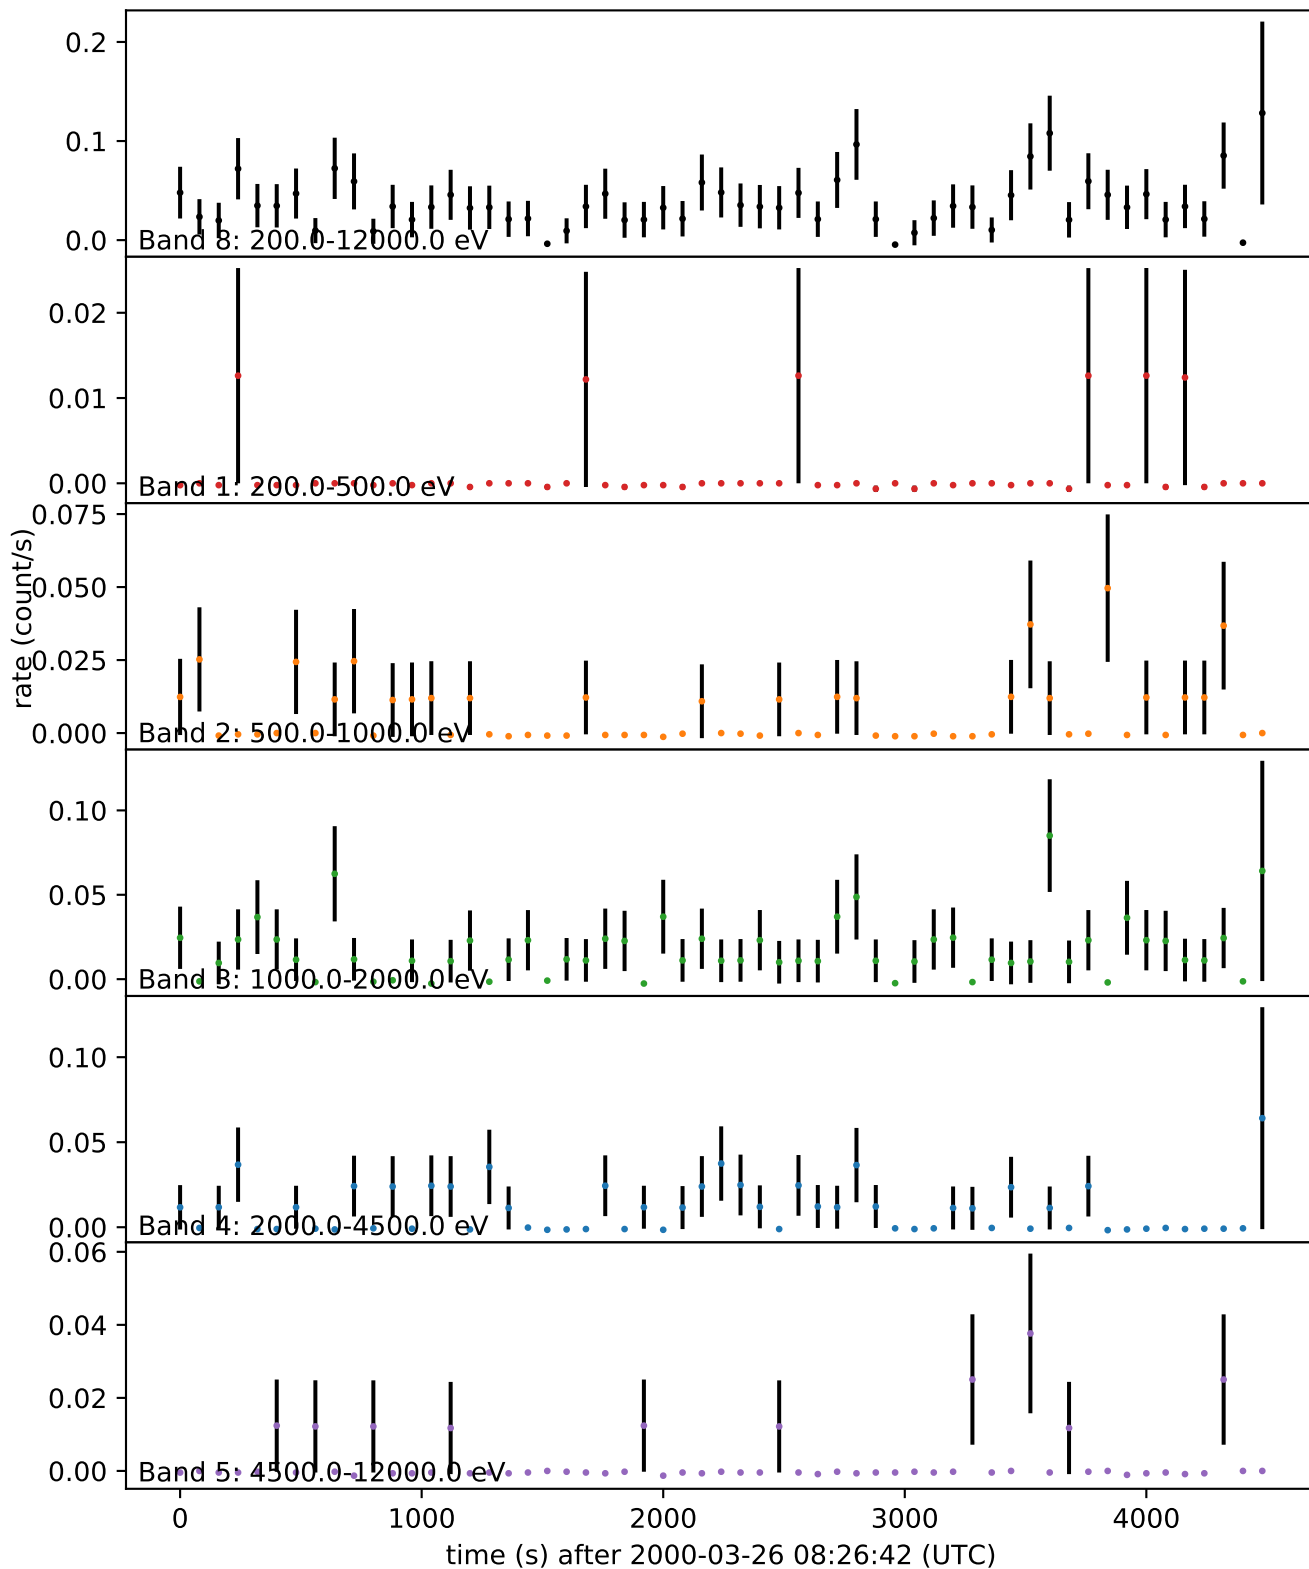 0.2
0.1
0.0
Band 8: 200.0-12000.0 eV
0.02
0.01
0.00
Band 1: 200.0-500.0 eV
rate (count/s)
0.075
0.050
0.025
0.000
Band 2: 500.0-1000.0 eV
0.10
0.05
0.00
Band 3: 1000.0-2000.0 eV
0.10
0.05
0.00
Band 4: 2000.0-4500.0 eV
0.06
0.04
0.02
0.00
Band 5: 4500.0-12000.0 eV
0 1000 2000 3000 4000
time (s) after 2000-03-26 08:26:42 (UTC)